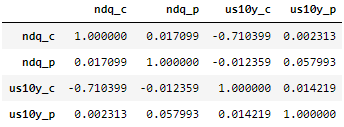 ndq_c ndq_p us10y_c us10y_p
ndq_c 1.000000 0.017099 -0.710399 0.002313
ndq_p 0.017099 1.000000 -0.012359 0.057993
us10y_c -0.710399 -0.012359 1.000000 0.014219
us10y_p 0.002313 0.057993 0.014219 1.000000